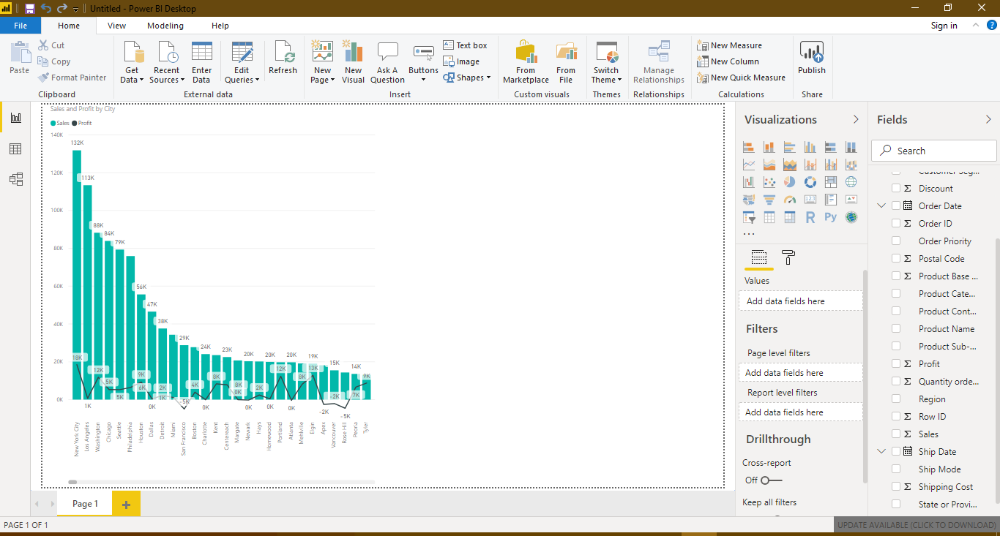 Untitled - Power BI Desktop
File Home View Modeling Help Sign in
Paste
Cut
Copy
Format Painter
Clipboard
Get Data
Recent Sources
Enter Data
Edit Queries
Refresh
External data
New Page
New Visual
Ask A Question
Buttons
Text box
Image
Shapes
Insert
From Marketplace
From File
Custom visuals
Switch Theme
Themes
Manage Relationships
Relationships
New Measure
New Column
New Quick Measure
Calculations
Publish
Share
Sales and Profit by City
Sales Profit
140K
120K
100K
80K
60K
40K
20K
0K
132K
113K
88K
84K
79K
56K
47K
38K
29K
24K
23K
20K
20K
20K
20K
19K
15K
14K
18K
1K
12K
5K
5K
9K
6K
0K
2K
1K
-5K
4K
0K
8K
8K
0K
0K
2K
0K
12K
0K
8K
13K
-2K
-2K
-5K
7K
9K
New York City
Los Angeles
Washington
Chicago
Seattle
Philadelphia
Houston
Dallas
Detroit
Miami
San Francisco
Boston
Charlotte
Kent
Centereach
Margate
Newark
Hays
Homewood
Portland
Atlanta
Mehlville
Elgin
Apex
Vancouver
Rose Hill
Peoria
Tyler
Visualizations
R Py
123
Values
Add data fields here
Filters
Page level filters
Add data fields here
Report level filters
Add data fields here
Drillthrough
Cross-report
Off
Keep all filters
Fields
Search
Customer Seg...
Discount
Order Date
Order ID
Order Priority
Postal Code
Product Base ...
Product Cate...
Product Cont...
Product Name
Product Sub-...
Profit
Quantity orde...
Region
Row ID
Sales
Ship Date
Ship Mode
Shipping Cost
State or Provi...
Page 1
PAGE 1 OF 1
UPDATE AVAILABLE (CLICK TO DOWNLOAD)